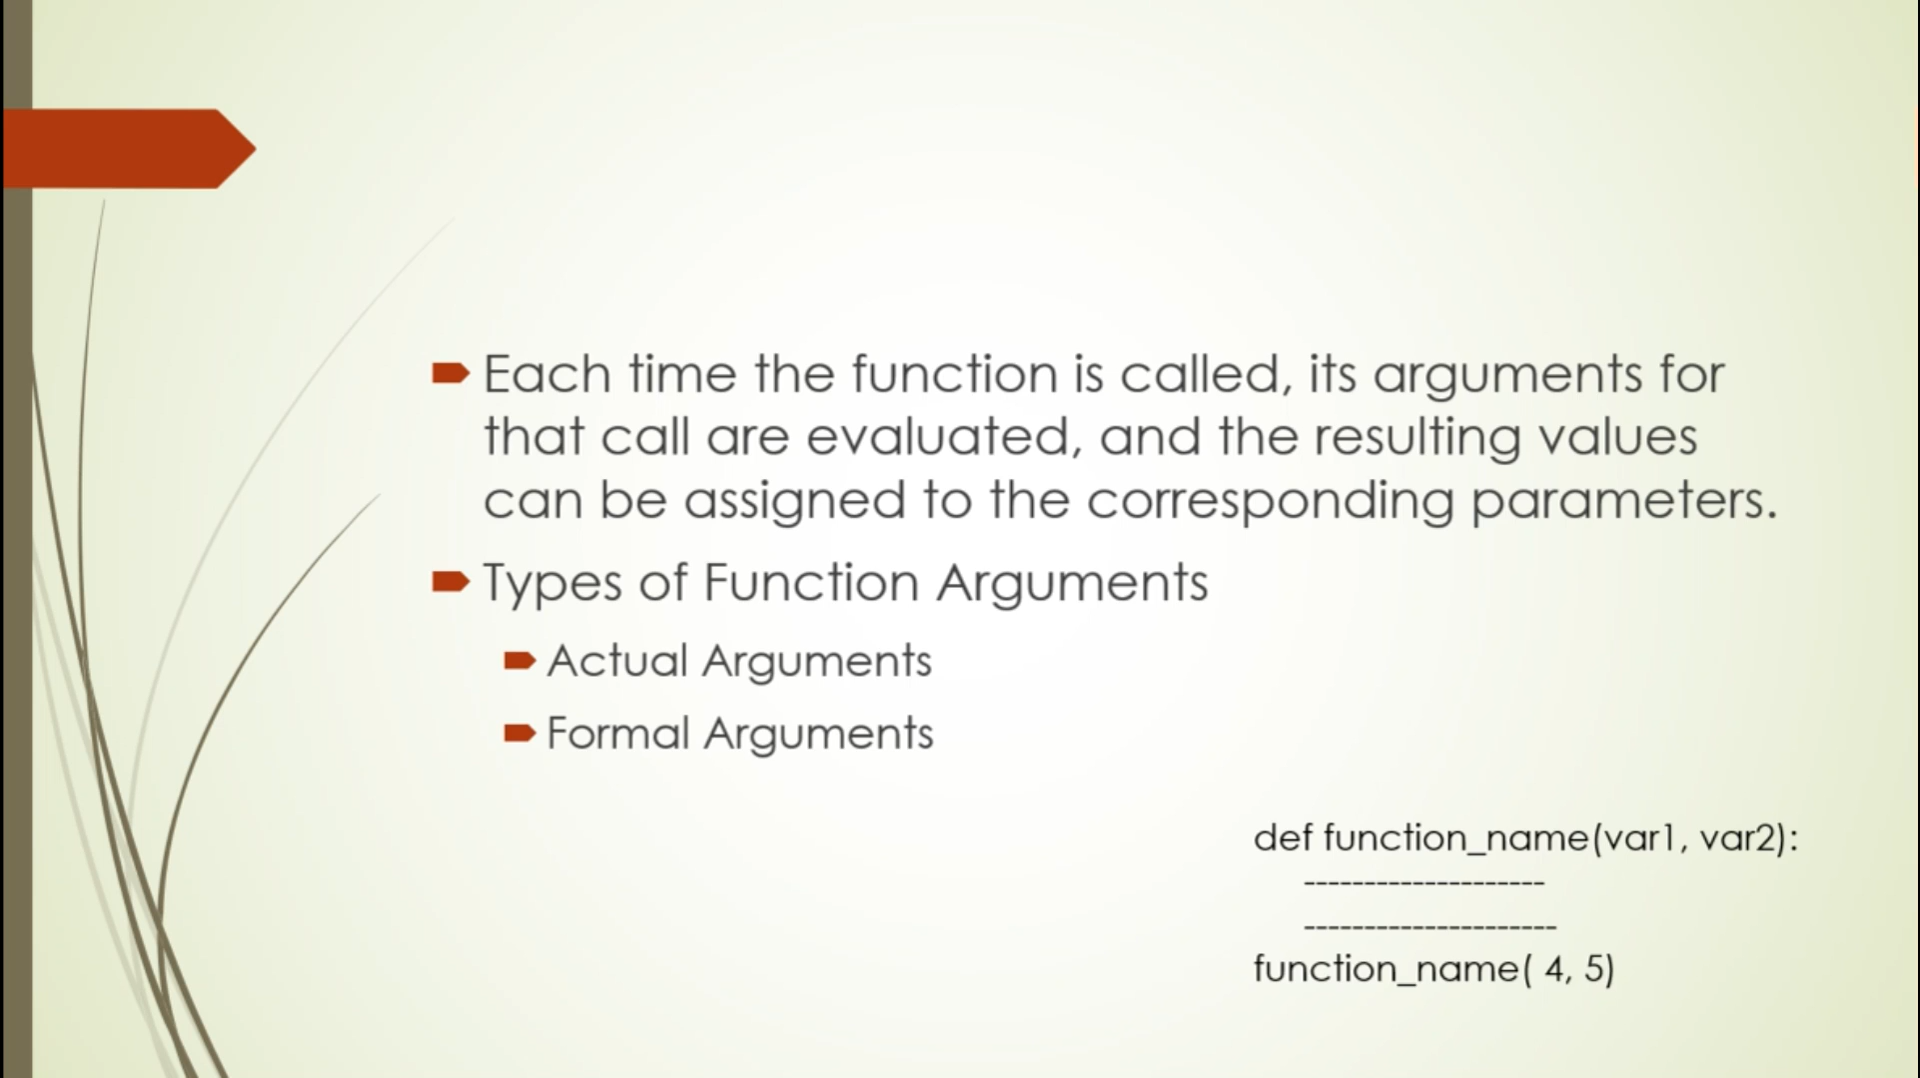 Each time the function is called, its arguments for
that call are evaluated, and the resulting values
can be assigned to the corresponding parameters.
Types of Function Arguments
Actual Arguments
Formal Arguments
def function_name(var1, var2):
--------------------
---------------------
function_name( 4, 5)